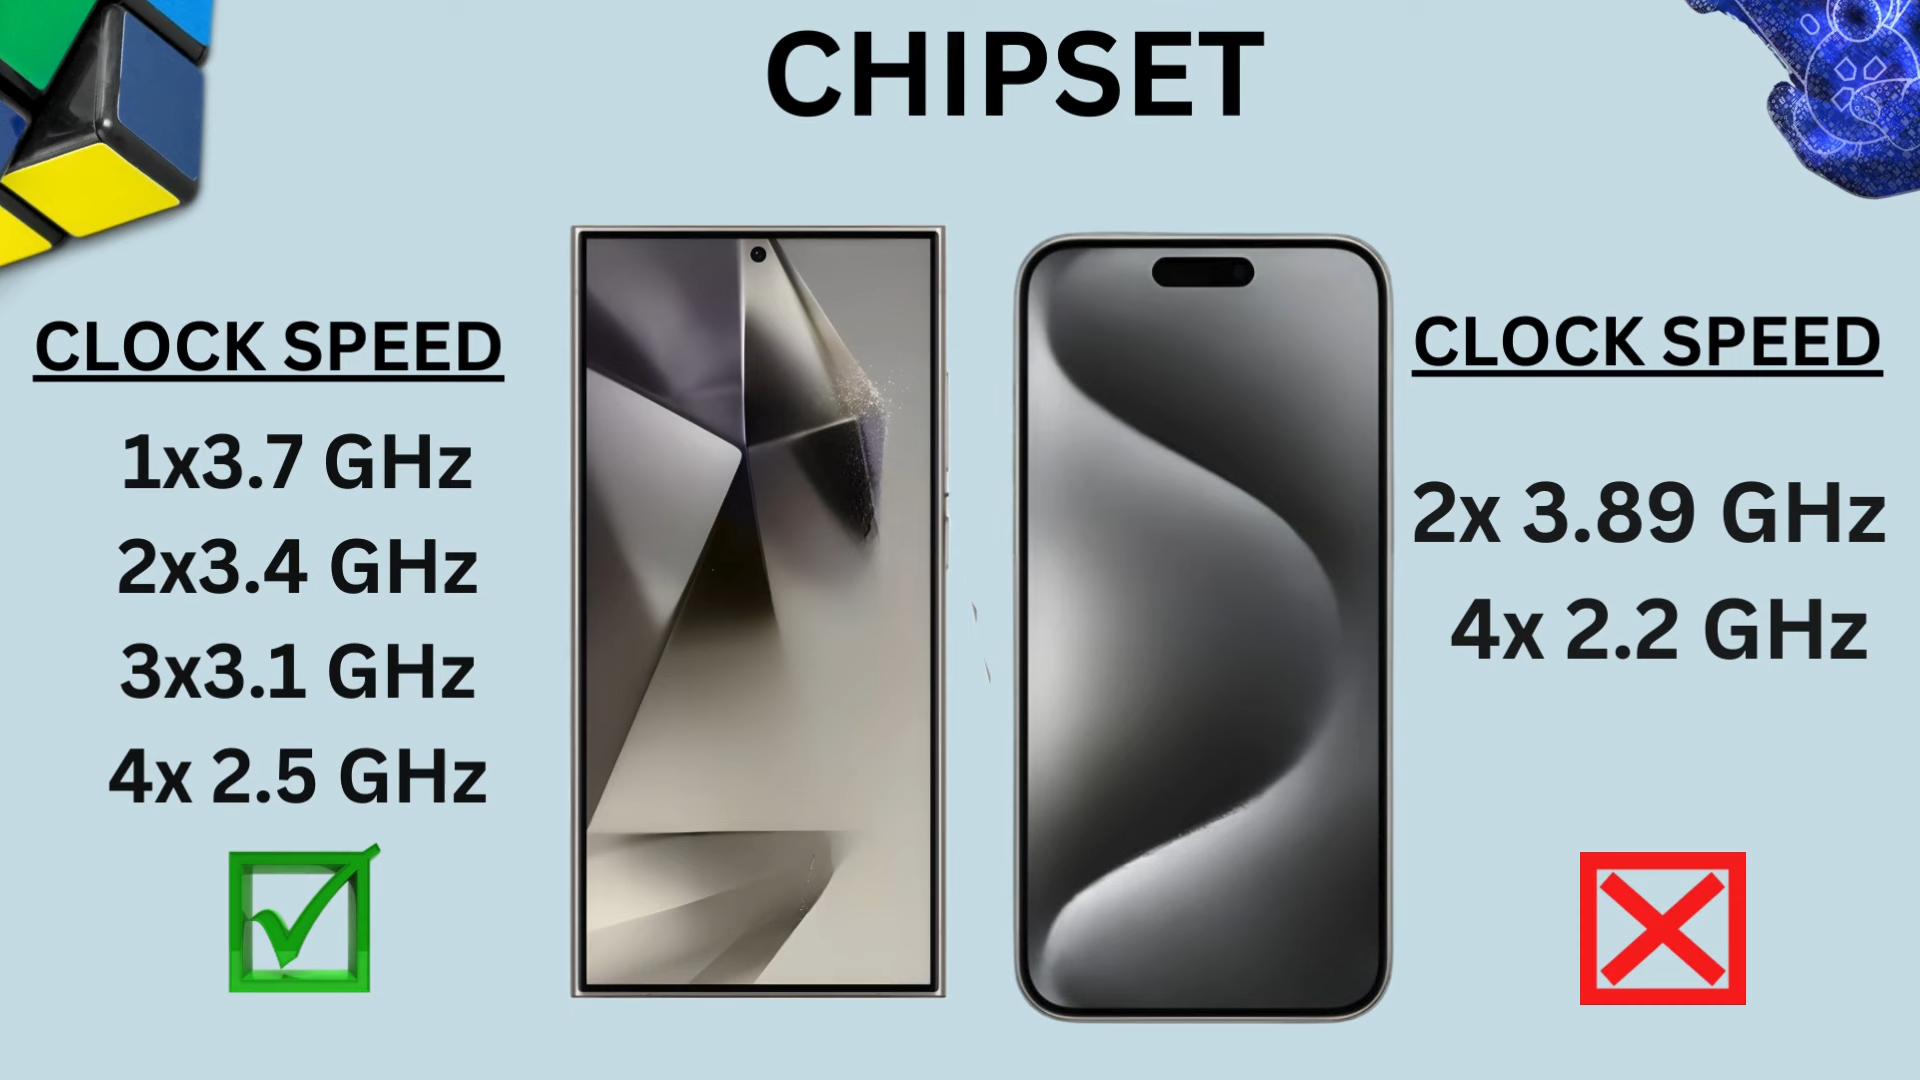 CHIPSET
CLOCK SPEED
1x3.7 GHz
2x3.4 GHz
3x3.1 GHz
4x 2.5 GHz
CLOCK SPEED
2x 3.89 GHz
4x 2.2 GHz